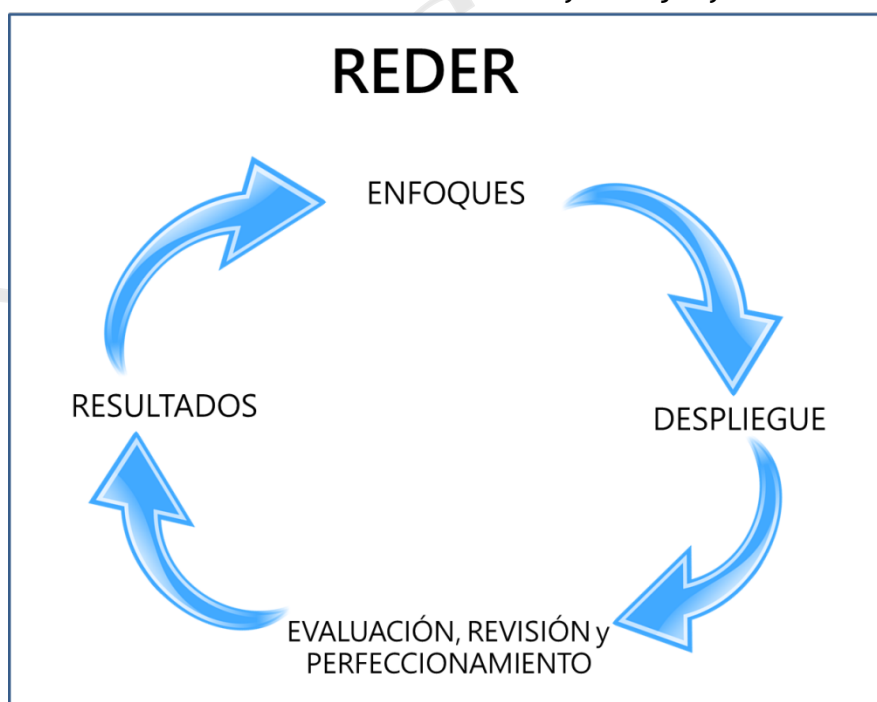 REDER
ENFOQUES
RESULTADOS
DESPLIEGUE
EVALUACIÓN, REVISIÓN y
PERFECCIONAMIENTO